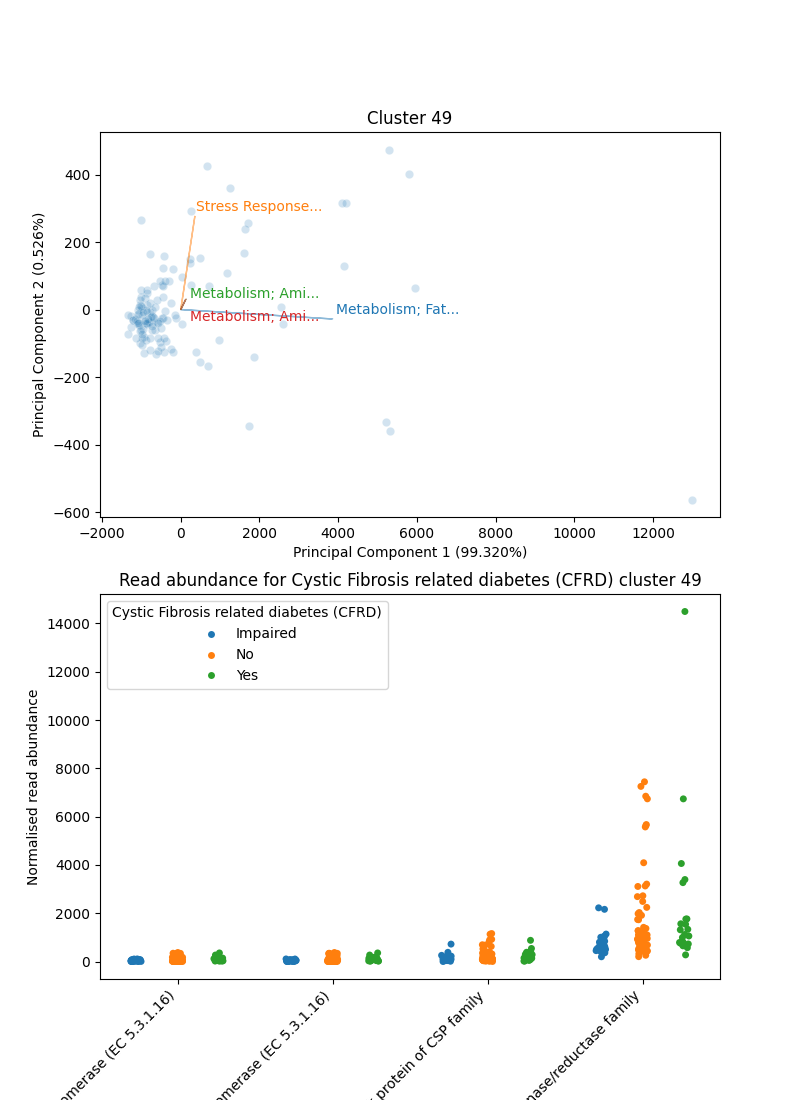 Cluster 49
Principal Component 2 (0.526%)
400
200
0
−200
−400
−600
Stress Response...
Metabolism; Ami...
Metabolism; Fat...
Metabolism; Ami...
−2000 0 2000 4000 6000 8000 10000 12000
Principal Component 1 (99.320%)
Read abundance for Cystic Fibrosis related diabetes (CFRD) cluster 49
Normalised read abundance
14000
12000
10000
8000
6000
4000
2000
0
Cystic Fibrosis related diabetes (CFRD)
Impaired
No
Yes
(EC 5.3.1.16)
(EC 5.3.1.16)
protein of CSP family
family